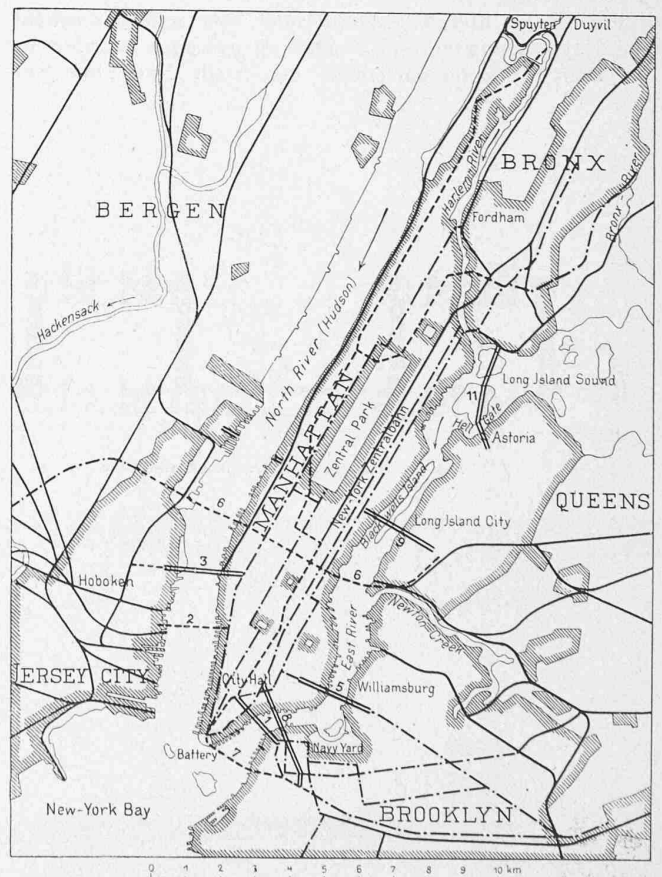 Spuyten Duyvil
BRONX
Harlem River
Bronx-River
Fordham
BERGEN
Hackensack
North River (Hudson)
MANHATTAN
Zentral Park
New York Centralbahn
Long Island Sound
11
Hell Gate
Astoria
Blackwells Island
QUEENS
Long Island City
9
6
6
3
Hoboken
2
Newton Creek
East River
JERSEY CITY
City Hall
5
Williamsburg
1
8
Navy Yard
Battery
7
New-York Bay
BROOKLYN
0 1 2 3 4 5 6 7 8 9 10 km